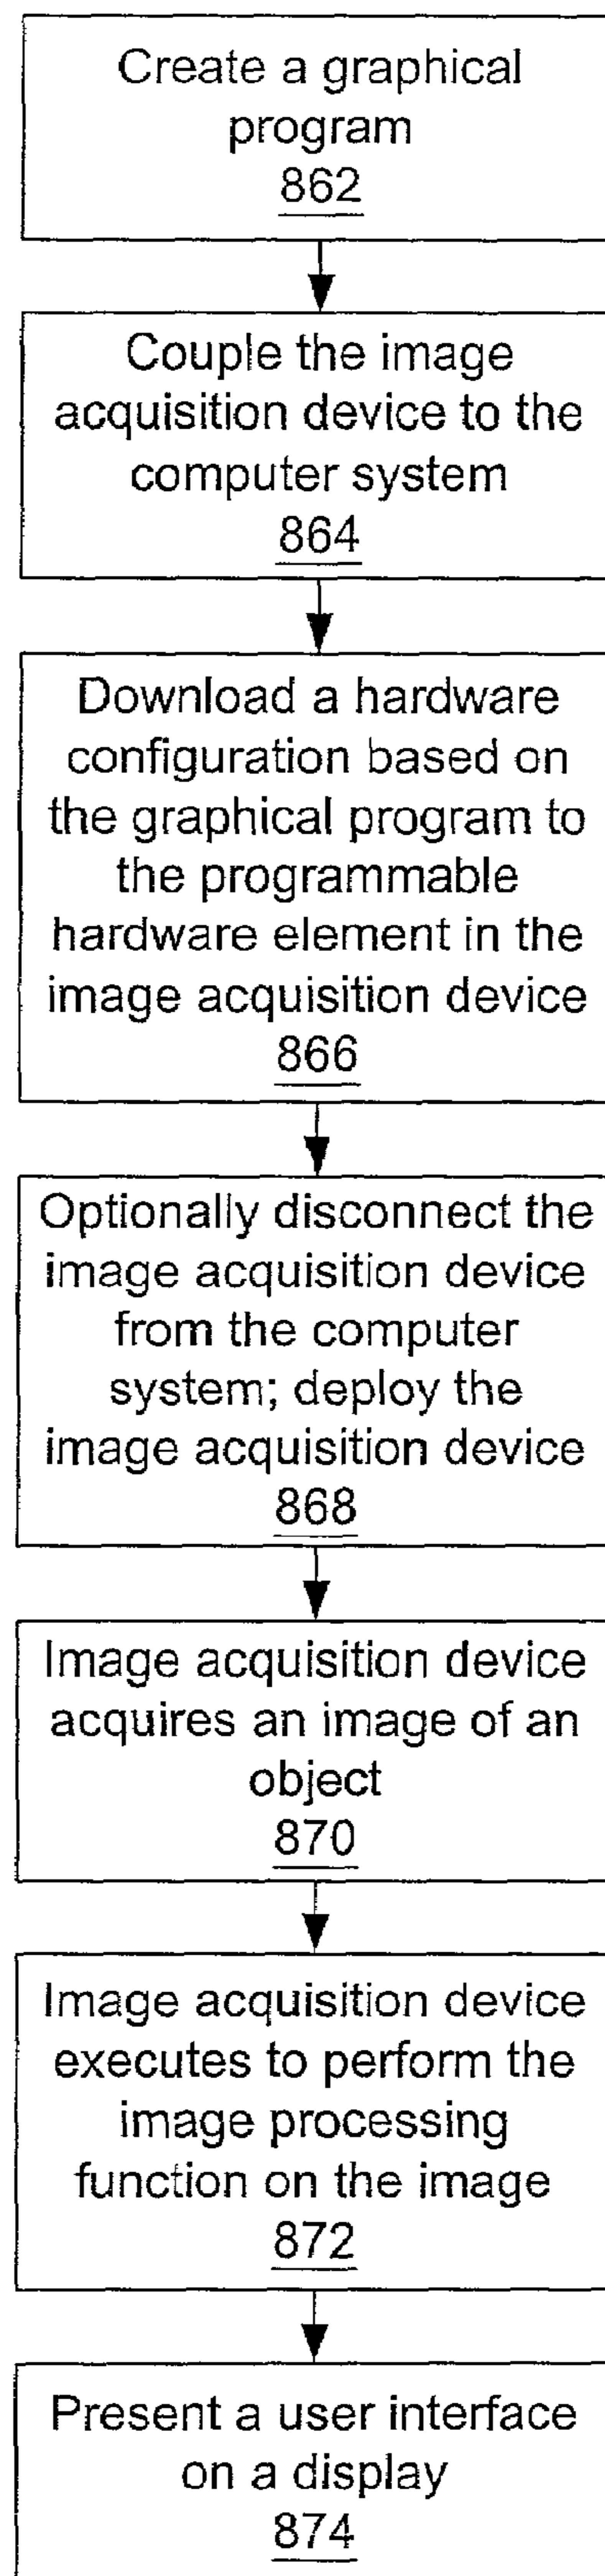 Create a graphical
program
862
Couple the image
acquisition device to the
computer system
864
Download a hardware
configuration based on
the graphical program to
the programmable
hardware element in the
image acquisition device
866
Optionally disconnect the
image acquisition device
from the computer
system; deploy the
image acquisition device
868
Image acquisition device
acquires an image of an
object
870
Image acquisition device
executes to perform the
image processing
function on the image
872
Present a user interface
on a display
874